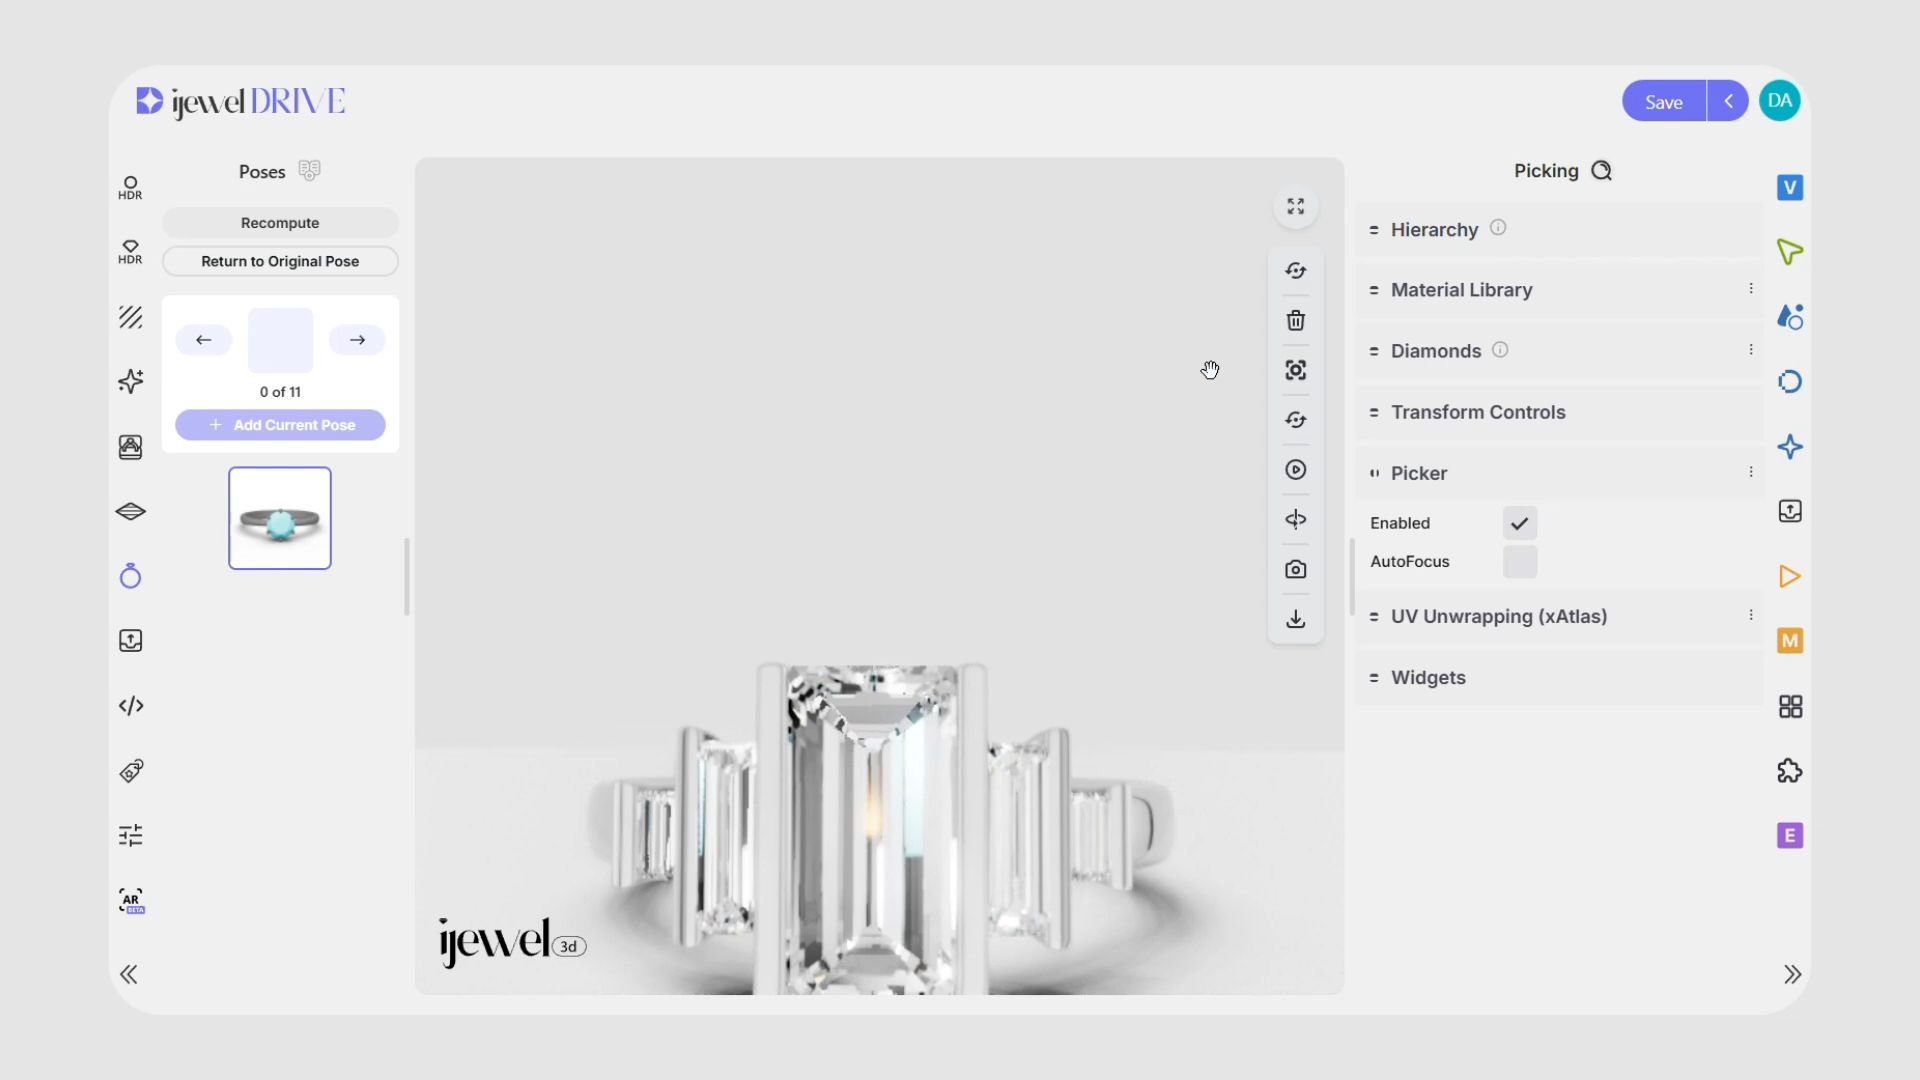 ijewel DRIVE
Save
DA
Poses
Recompute
Return to Original Pose
0 of 11
+ Add Current Pose
HDR
HDR
AR
BETA
ijewel 3d
Picking
Hierarchy
Material Library
Diamonds
Transform Controls
Picker
Enabled
AutoFocus
UV Unwrapping (xAtlas)
Widgets
V
M
E